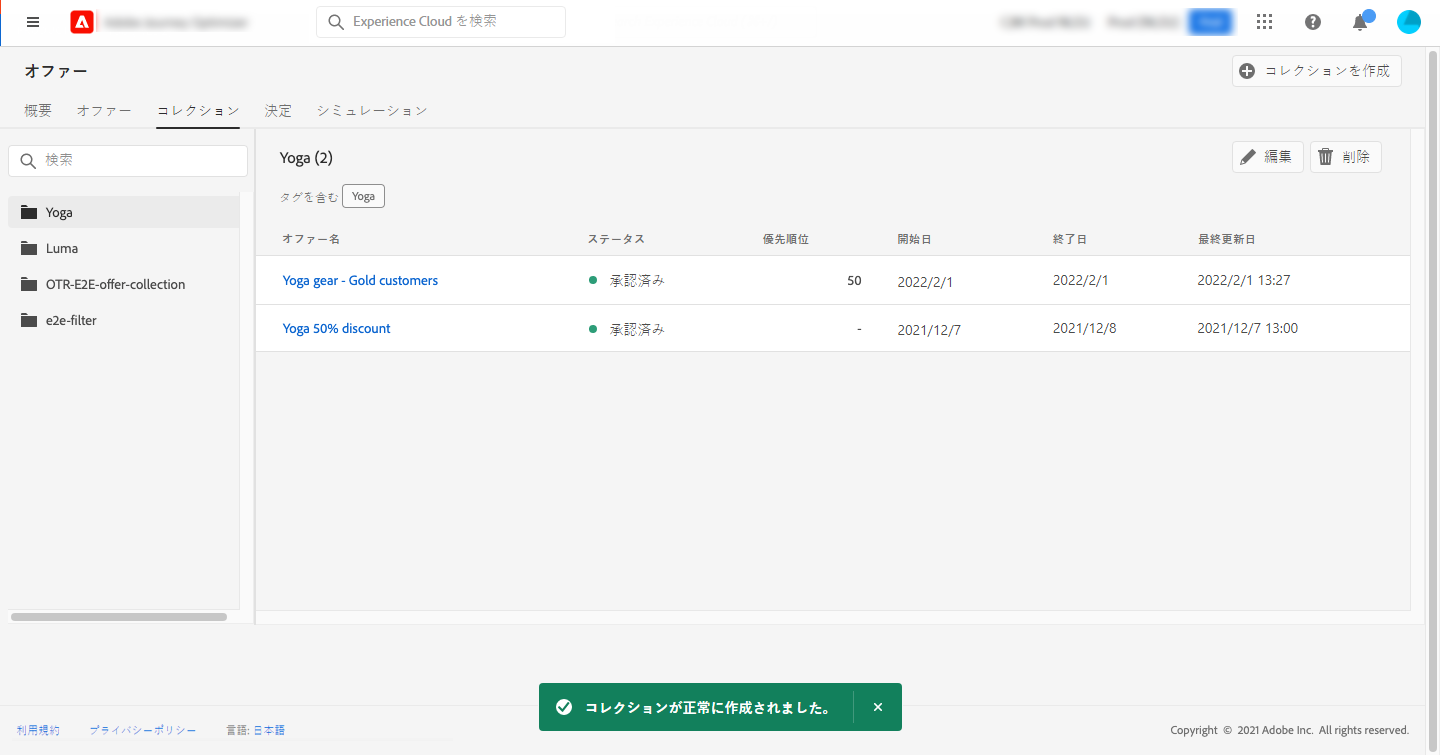 Experience Cloud を検索
オファー
コレクションを作成
概要 オファー コレクション 決定 シミュレーション
検索
Yoga
Luma
OTR-E2E-offer-collection
e2e-filter
Yoga (2)
編集 削除
タグを含む Yoga
オファー名 ステータス 優先順位 開始日 終了日 最終更新日
Yoga gear - Gold customers 承認済み 50 2022/2/1 2022/2/1 2022/2/1 13:27
Yoga 50% discount 承認済み - 2021/12/7 2021/12/8 2021/12/7 13:00
コレクションが正常に作成されました。
利用規約 プライバシーポリシー 言語: 日本語
Copyright © 2021 Adobe Inc. All rights reserved.